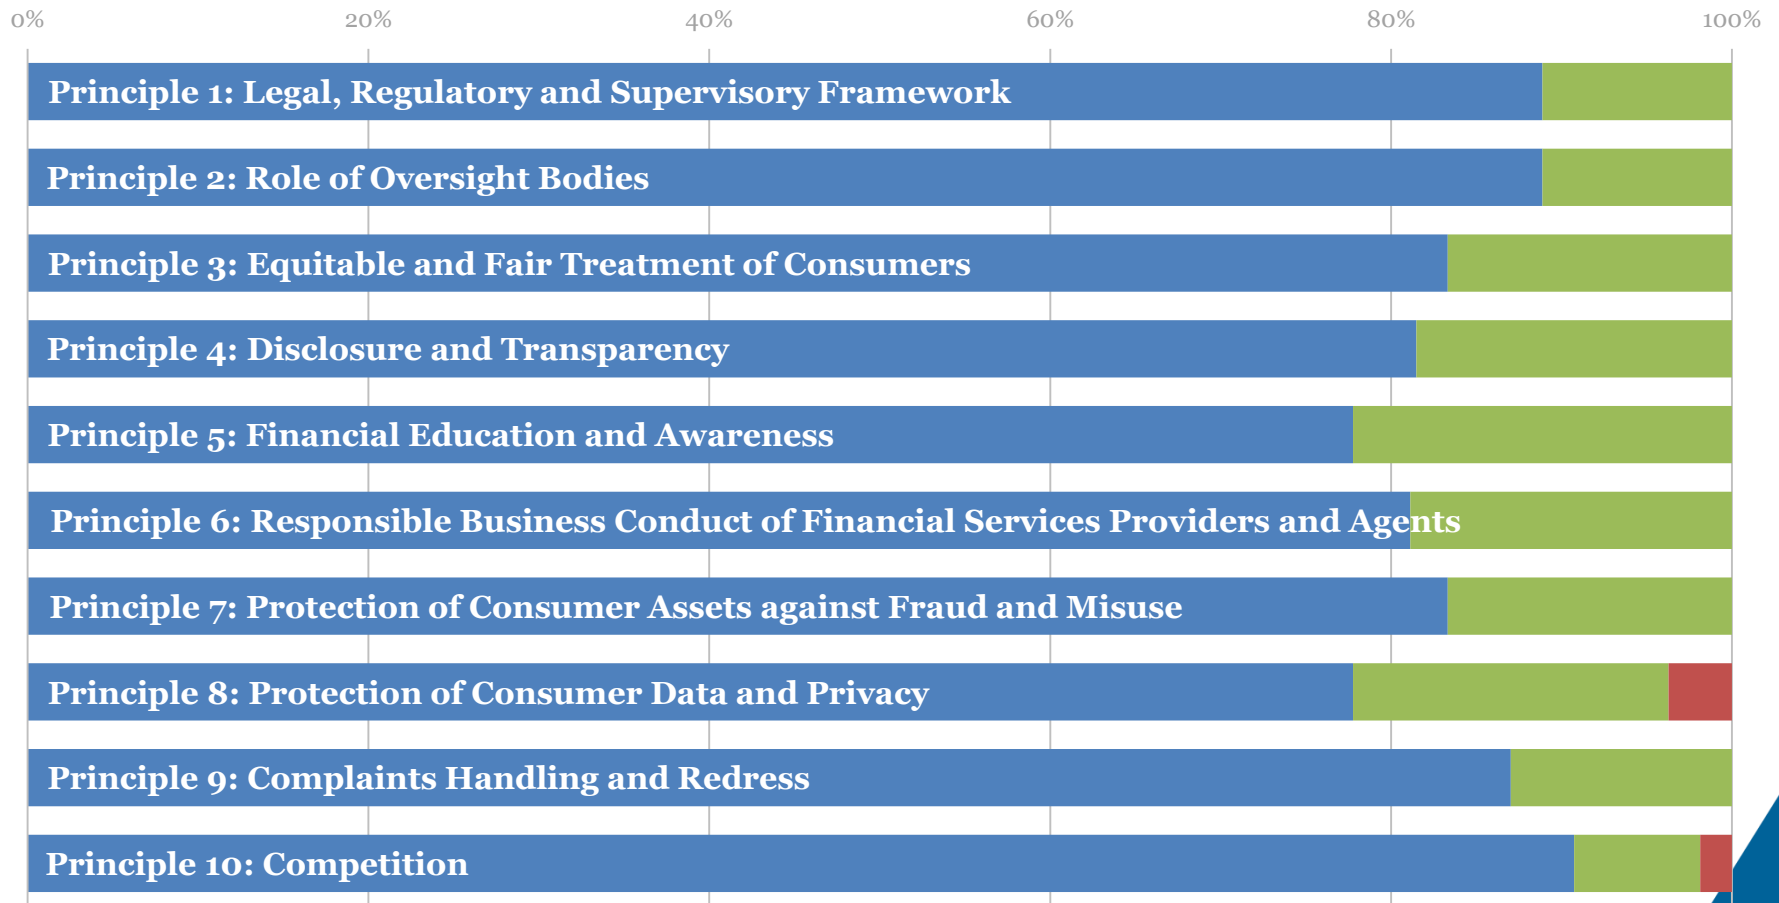 0% 20% 40% 60% 80% 100%
Principle 1: Legal, Regulatory and Supervisory Framework
Principle 2: Role of Oversight Bodies
Principle 3: Equitable and Fair Treatment of Consumers
Principle 4: Disclosure and Transparency
Principle 5: Financial Education and Awareness
Principle 6: Responsible Business Conduct of Financial Services Providers and Agents
Principle 7: Protection of Consumer Assets against Fraud and Misuse
Principle 8: Protection of Consumer Data and Privacy
Principle 9: Complaints Handling and Redress
Principle 10: Competition